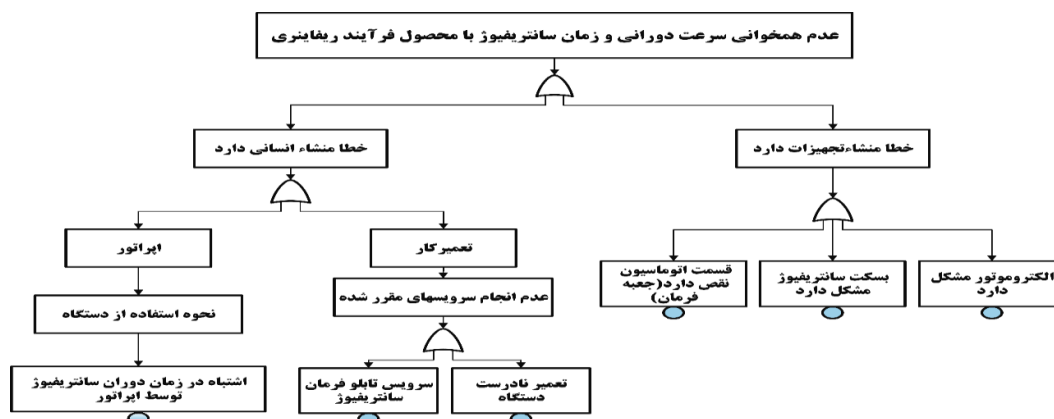 عدم همخوانی سرعت دورانی و زمان سانتریفیوژ با محصول فرآیند ریفاینری
خطا منشاء تجهیزات دارد
خطا منشاء انسانی دارد
الکتروموتور مشکل
دارد
بسکت سانتریفیوژ
مشکل دارد
قسمت اتوماسیون
نقص دارد(جعبه
فرمان)
تعمیرکار
اپراتور
عدم انجام سرویسهای مقرر شده
نحوه استفاده از دستگاه
تعمیر نادرست
دستگاه
سرویس تابلو فرمان
سانتریفیوژ
اشتباه در زمان دوران سانتریفیوژ
توسط اپراتور